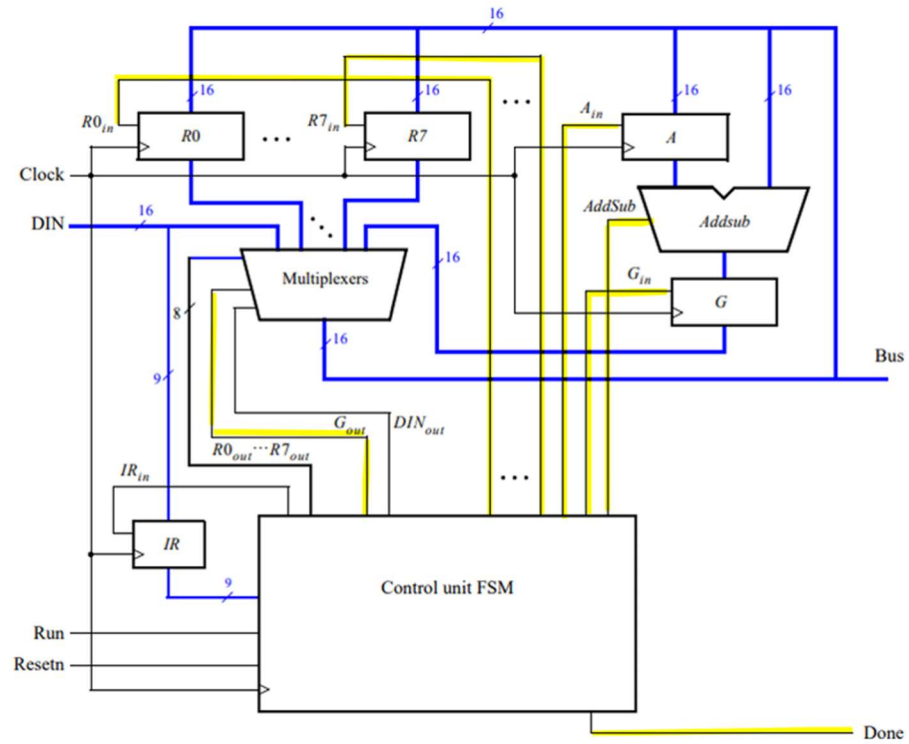 16
16
16
16
16
R0in
R0
...
R7in
R7
...
Ain
A
Clock
DIN
16
AddSub
Addsub
Multiplexers
16
Gin
G
8
16
Bus
9
Gout
DINout
R0out...R7out
IRin
...
IR
9
Control unit FSM
Run
Resetn
Done